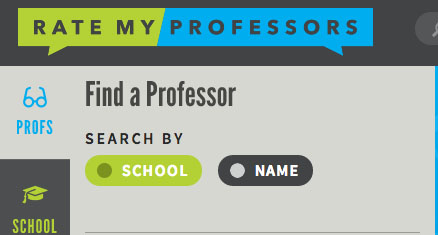 RATE MY PROFESSORS
Find a Professor
PROFS
SEARCH BY
SCHOOL NAME
SCHOOL